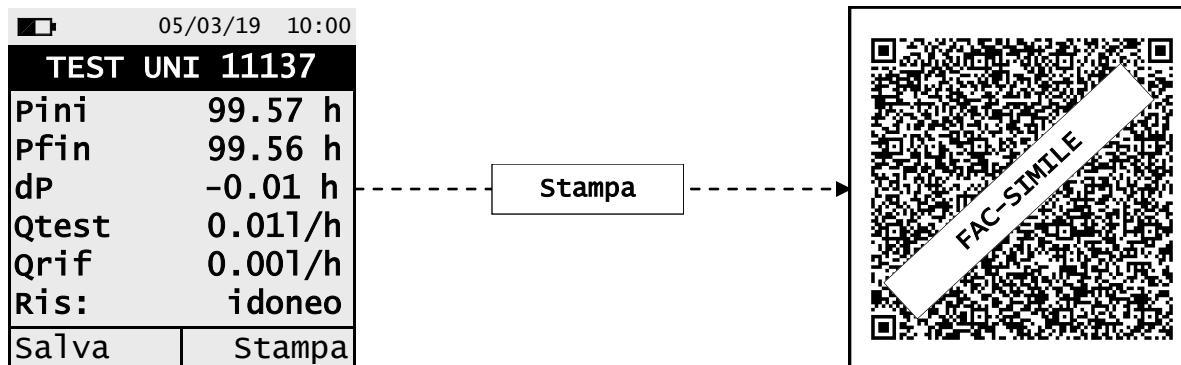 05/03/19 10:00
TEST UNI 11137
Pini 99.57 h
Pfin 99.56 h
dP -0.01 h
Qtest 0.01l/h
Qrif 0.00l/h
Ris: idoneo
Salva Stampa
Stampa
FAC-SIMILE